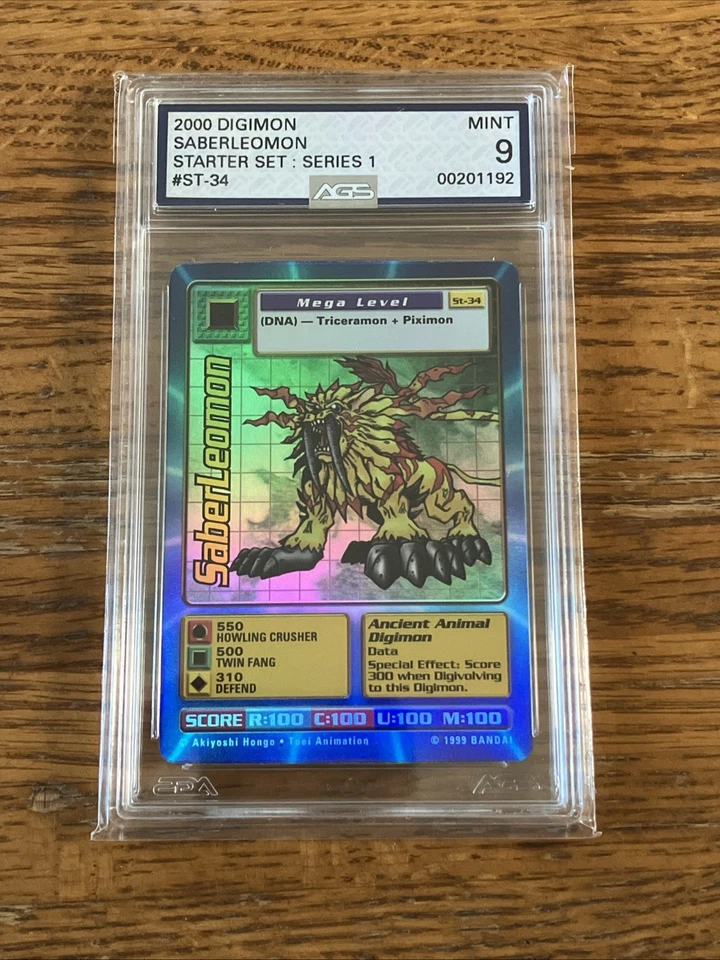 2000 DIGIMON MINT
SABERLEOMON 9
STARTER SET : SERIES 1
#ST-34 00201192
AGS
Mega Level St-34
(DNA) — Triceramon + Piximon
SaberLeomon
550
HOWLING CRUSHER
500
TWIN FANG
310
DEFEND
Ancient Animal
Digimon
Data
Special Effect: Score
300 when Digivolving
to this Digimon.
SCORE R:100 C:100 U:100 M:100
© Akiyoshi Hongo • Toei Animation © 1999 BANDAI
AGS